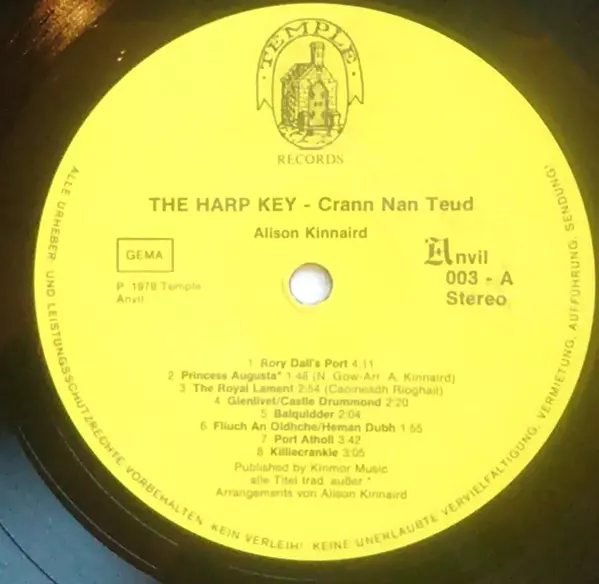 TEMPLE
RECORDS
THE HARP KEY - Crann Nan Teud
Alison Kinnaird
GEMA
Anvil
003 - A
Stereo
P 1978 Temple
Anvil
1 Rory Dall's Port 4:11
2. Princess Augusta* 1:48 (N. Gow-Arr. A. Kinnaird)
3. The Royal Lament 2:54 (Caoineadh Rioghail)
4 Glenlivet/Castle Drummond 2:20
5 Balquidder 2:04
6 Fliuch An Oidhche/Heman Dubh 1:55
7 Port Atholl 3:42
8 Killiecrankie 3:05
Published by Kinmor Music
alle Titel trad. außer *
Arrangements von Alison Kinnaird
ALLE URHEBER- UND LEISTUNGSSCHUTZRECHTE VORBEHALTEN. KEIN VERLEIH! KEINE UNERLAUBTE VERVIELFÄLTIGUNG, VERMIETUNG, AUFFÜHRUNG, SENDUNG!